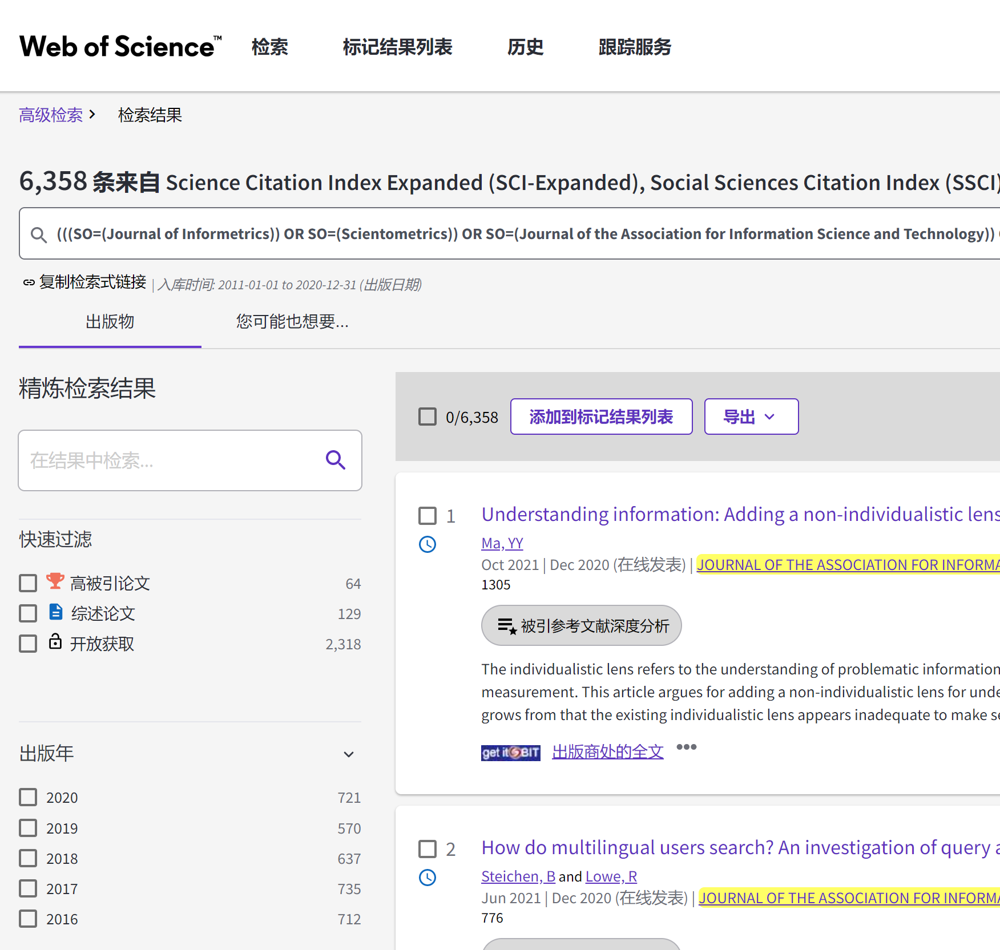 Web of Science™ 检索 标记结果列表 历史 跟踪服务
高级检索 > 检索结果
6,358 条来自 Science Citation Index Expanded (SCI-Expanded), Social Sciences Citation Index (SSCI)
(((SO=(Journal of Informetrics)) OR SO=(Scientometrics)) OR SO=(Journal of the Association for Information Science and Technology))
复制检索式链接 | 入库时间: 2011-01-01 to 2020-12-31 (出版日期)
出版物 您可能也想要...
精炼检索结果
在结果中检索...
快速过滤
高被引论文 64
综述论文 129
开放获取 2,318
出版年
2020 721
2019 570
2018 637
2017 735
2016 712
0/6,358 添加到标记结果列表 导出
1 Understanding information: Adding a non-individualistic lens
Ma, YY
Oct 2021 | Dec 2020 (在线发表) | JOURNAL OF THE ASSOCIATION FOR INFORMA
1305
被引参考文献深度分析
The individualistic lens refers to the understanding of problematic information
measurement. This article argues for adding a non-individualistic lens for unde
grows from that the existing individualistic lens appears inadequate to make se
get it@BIT 出版商处的全文 •••
2 How do multilingual users search? An investigation of query a
Steichen, B and Lowe, R
Jun 2021 | Dec 2020 (在线发表) | JOURNAL OF THE ASSOCIATION FOR INFORMA
776